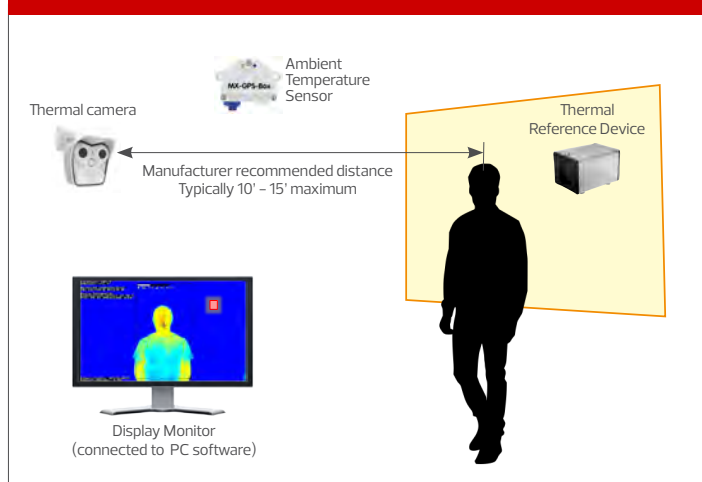 Ambient
Temperature
Sensor
MX-GPS-Box
Thermal camera
Thermal
Reference Device
Manufacturer recommended distance
Typically 10' - 15' maximum
Display Monitor
(connected to PC software)